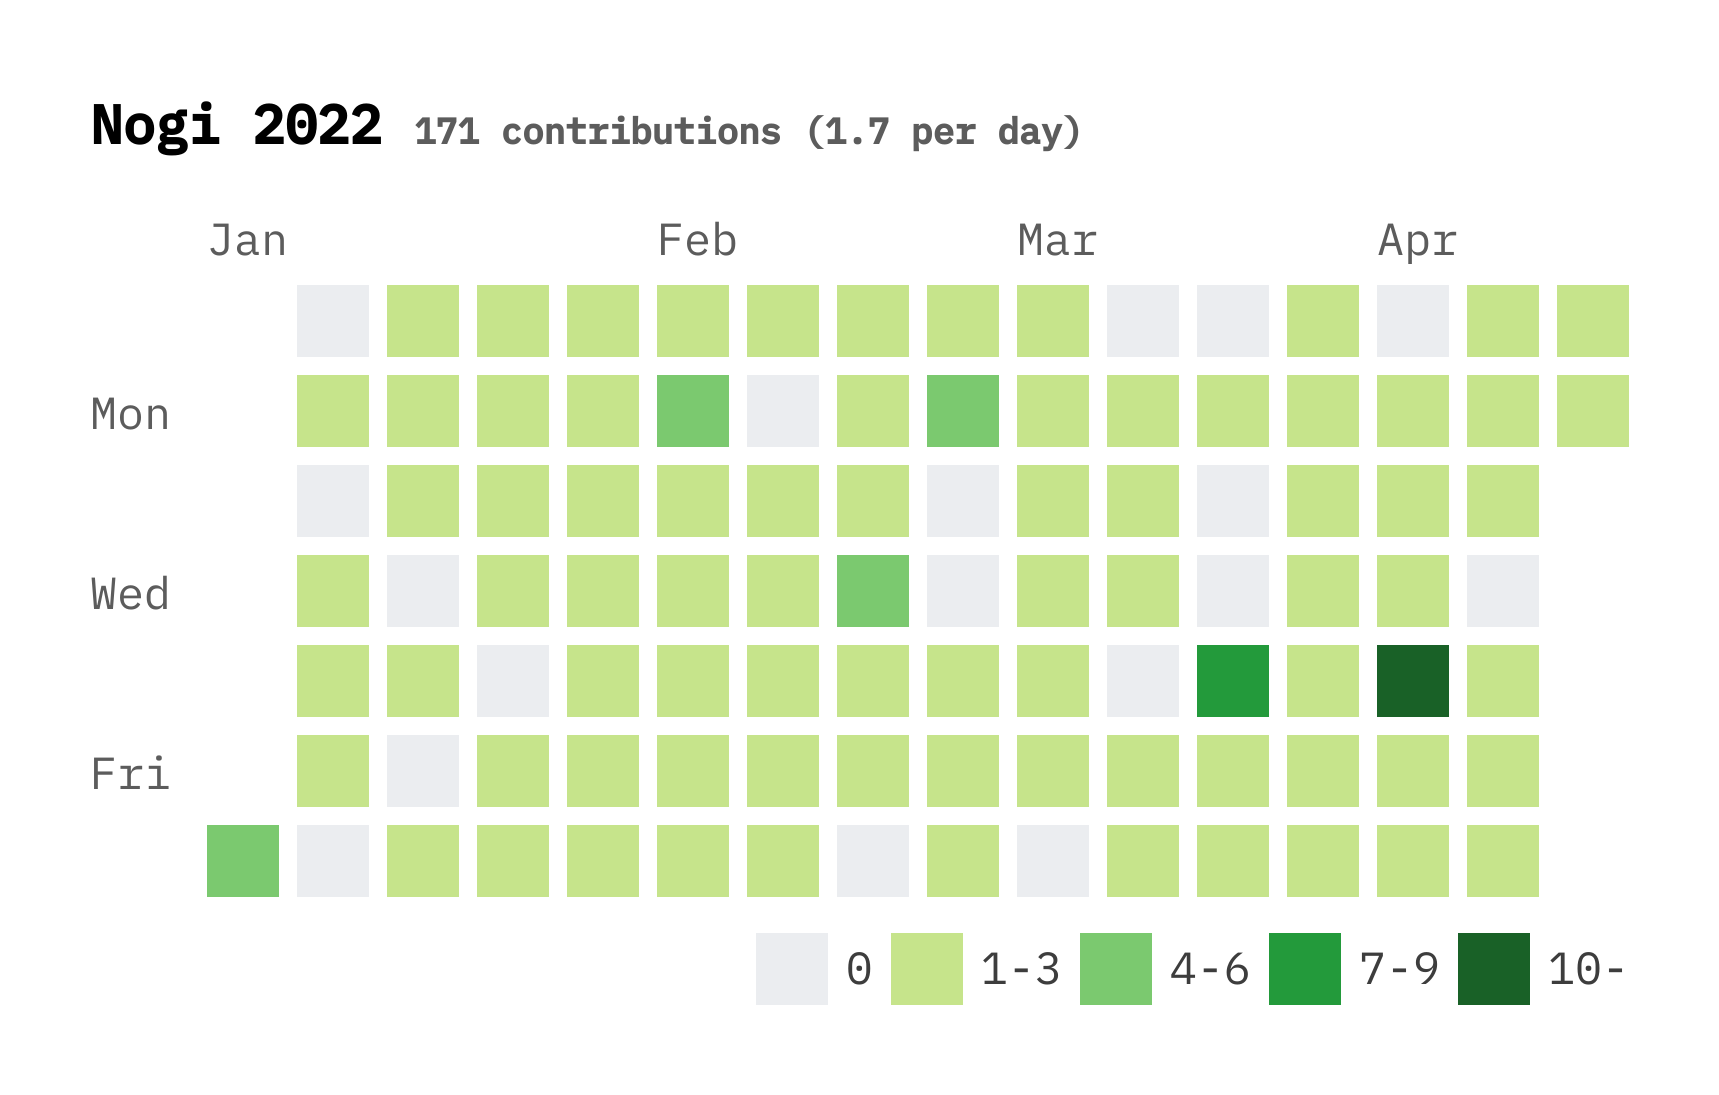 Nogi 2022 171 contributions (1.7 per day)
Jan Feb Mar Apr
Mon
Wed
Fri
0 1-3 4-6 7-9 10-